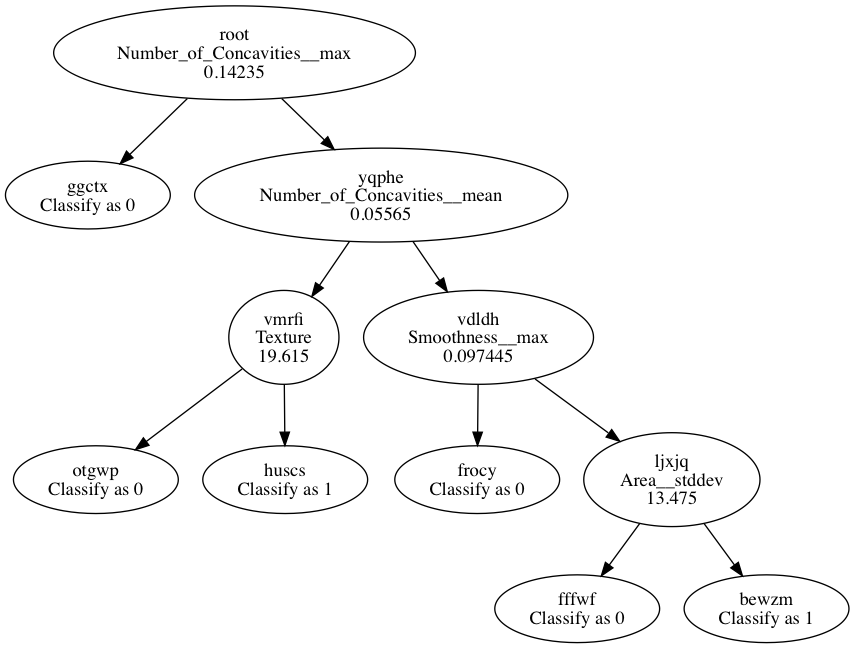 root
Number_of_Concavities__max
0.14235
ggctx
Classify as 0
yqphe
Number_of_Concavities__mean
0.05565
vmrfi
Texture
19.615
vdldh
Smoothness__max
0.097445
otgwp
Classify as 0
huscs
Classify as 1
frocy
Classify as 0
ljxjq
Area__stddev
13.475
fffwf
Classify as 0
bewzm
Classify as 1